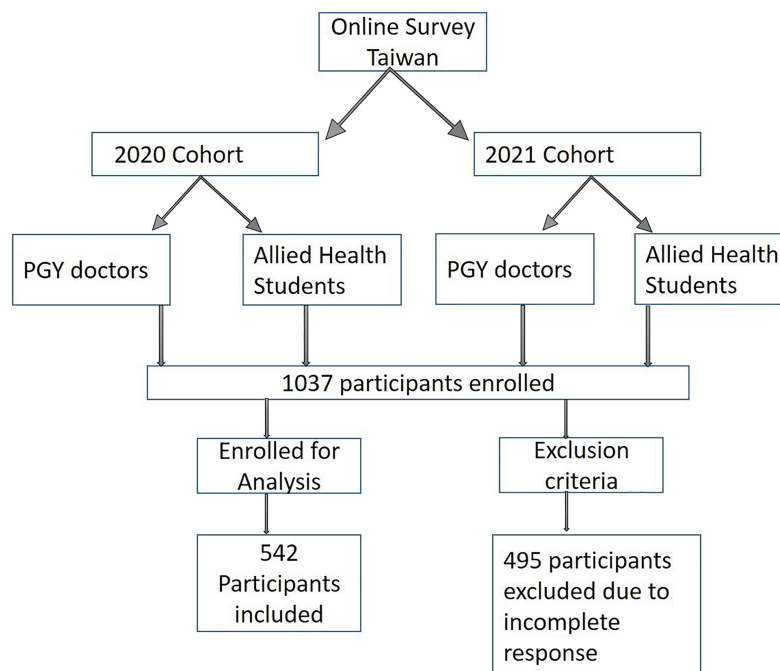 Online Survey
Taiwan
2020 Cohort
2021 Cohort
PGY doctors
Allied Health
Students
PGY doctors
Allied Health
Students
1037 participants enrolled
Enrolled for
Analysis
Exclusion
criteria
542
Participants
included
495 participants
excluded due to
incomplete
response